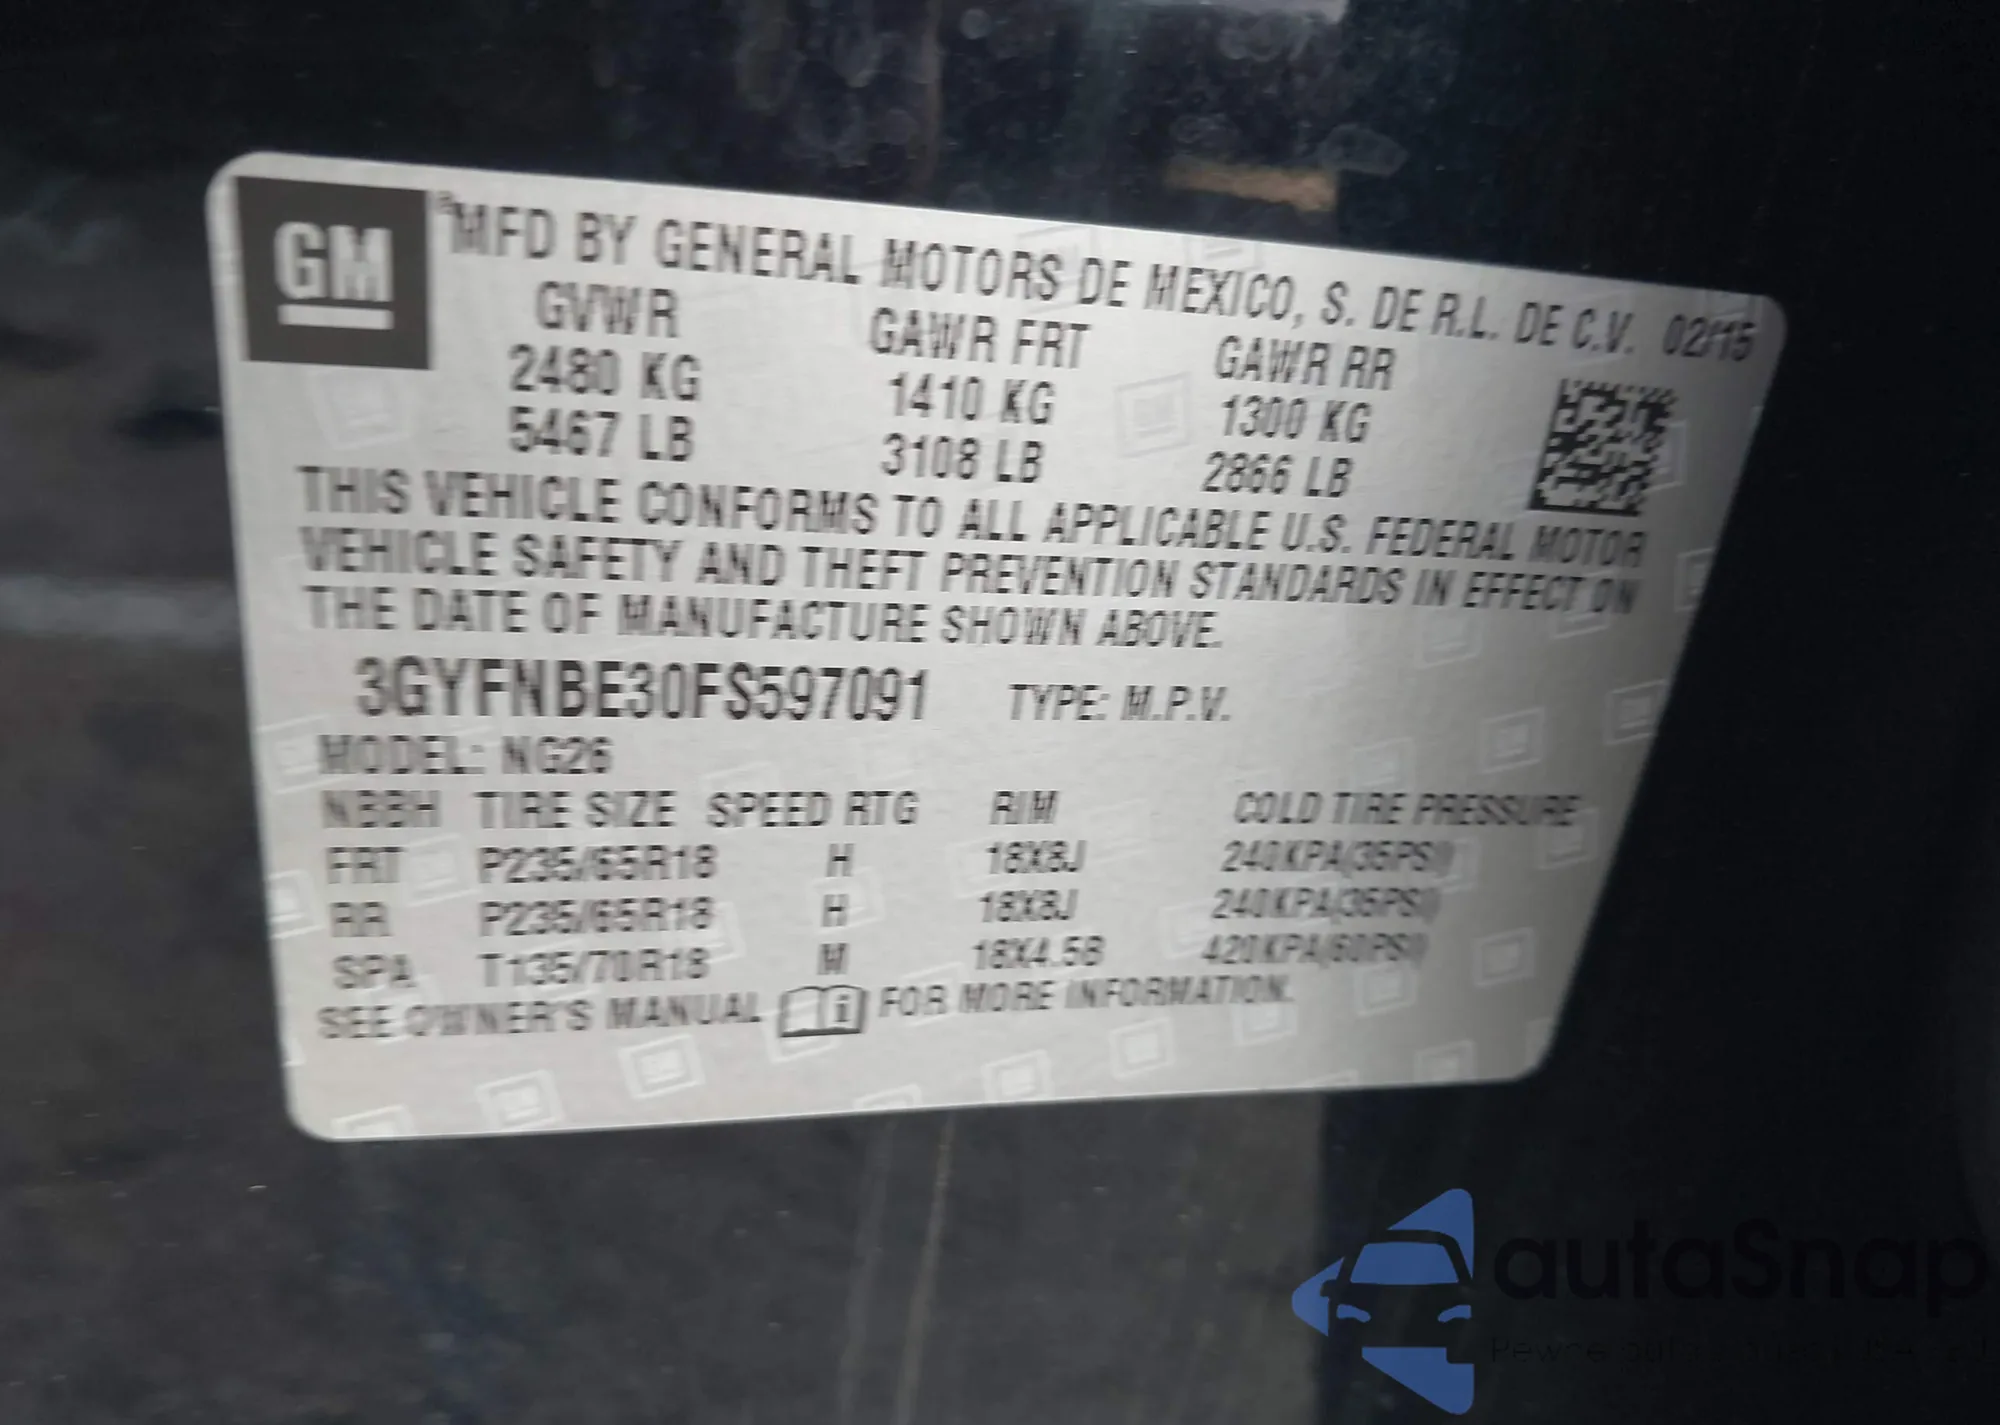 GM
MFD BY GENERAL MOTORS DE MEXICO, S. DE R.L. DE C.V. 02/15
GVWR GAWR FRT GAWR RR
2480 KG 1410 KG 1300 KG
5467 LB 3108 LB 2866 LB
THIS VEHICLE CONFORMS TO ALL APPLICABLE U.S. FEDERAL MOTOR
VEHICLE SAFETY AND THEFT PREVENTION STANDARDS IN EFFECT ON
THE DATE OF MANUFACTURE SHOWN ABOVE.
3GYFNBE30FS597091 TYPE: M.P.V.
MODEL: NG26
NBBH TIRE SIZE SPEED RTG RIM COLD TIRE PRESSURE
FRT P235/65R18 H 18X8J 240KPA(35PSI)
RR P235/65R18 H 18X8J 240KPA(35PSI)
SPA T135/70R18 M 18X4.5B 420KPA(60PSI)
SEE OWNER'S MANUAL FOR MORE INFORMATION.
autaSnap